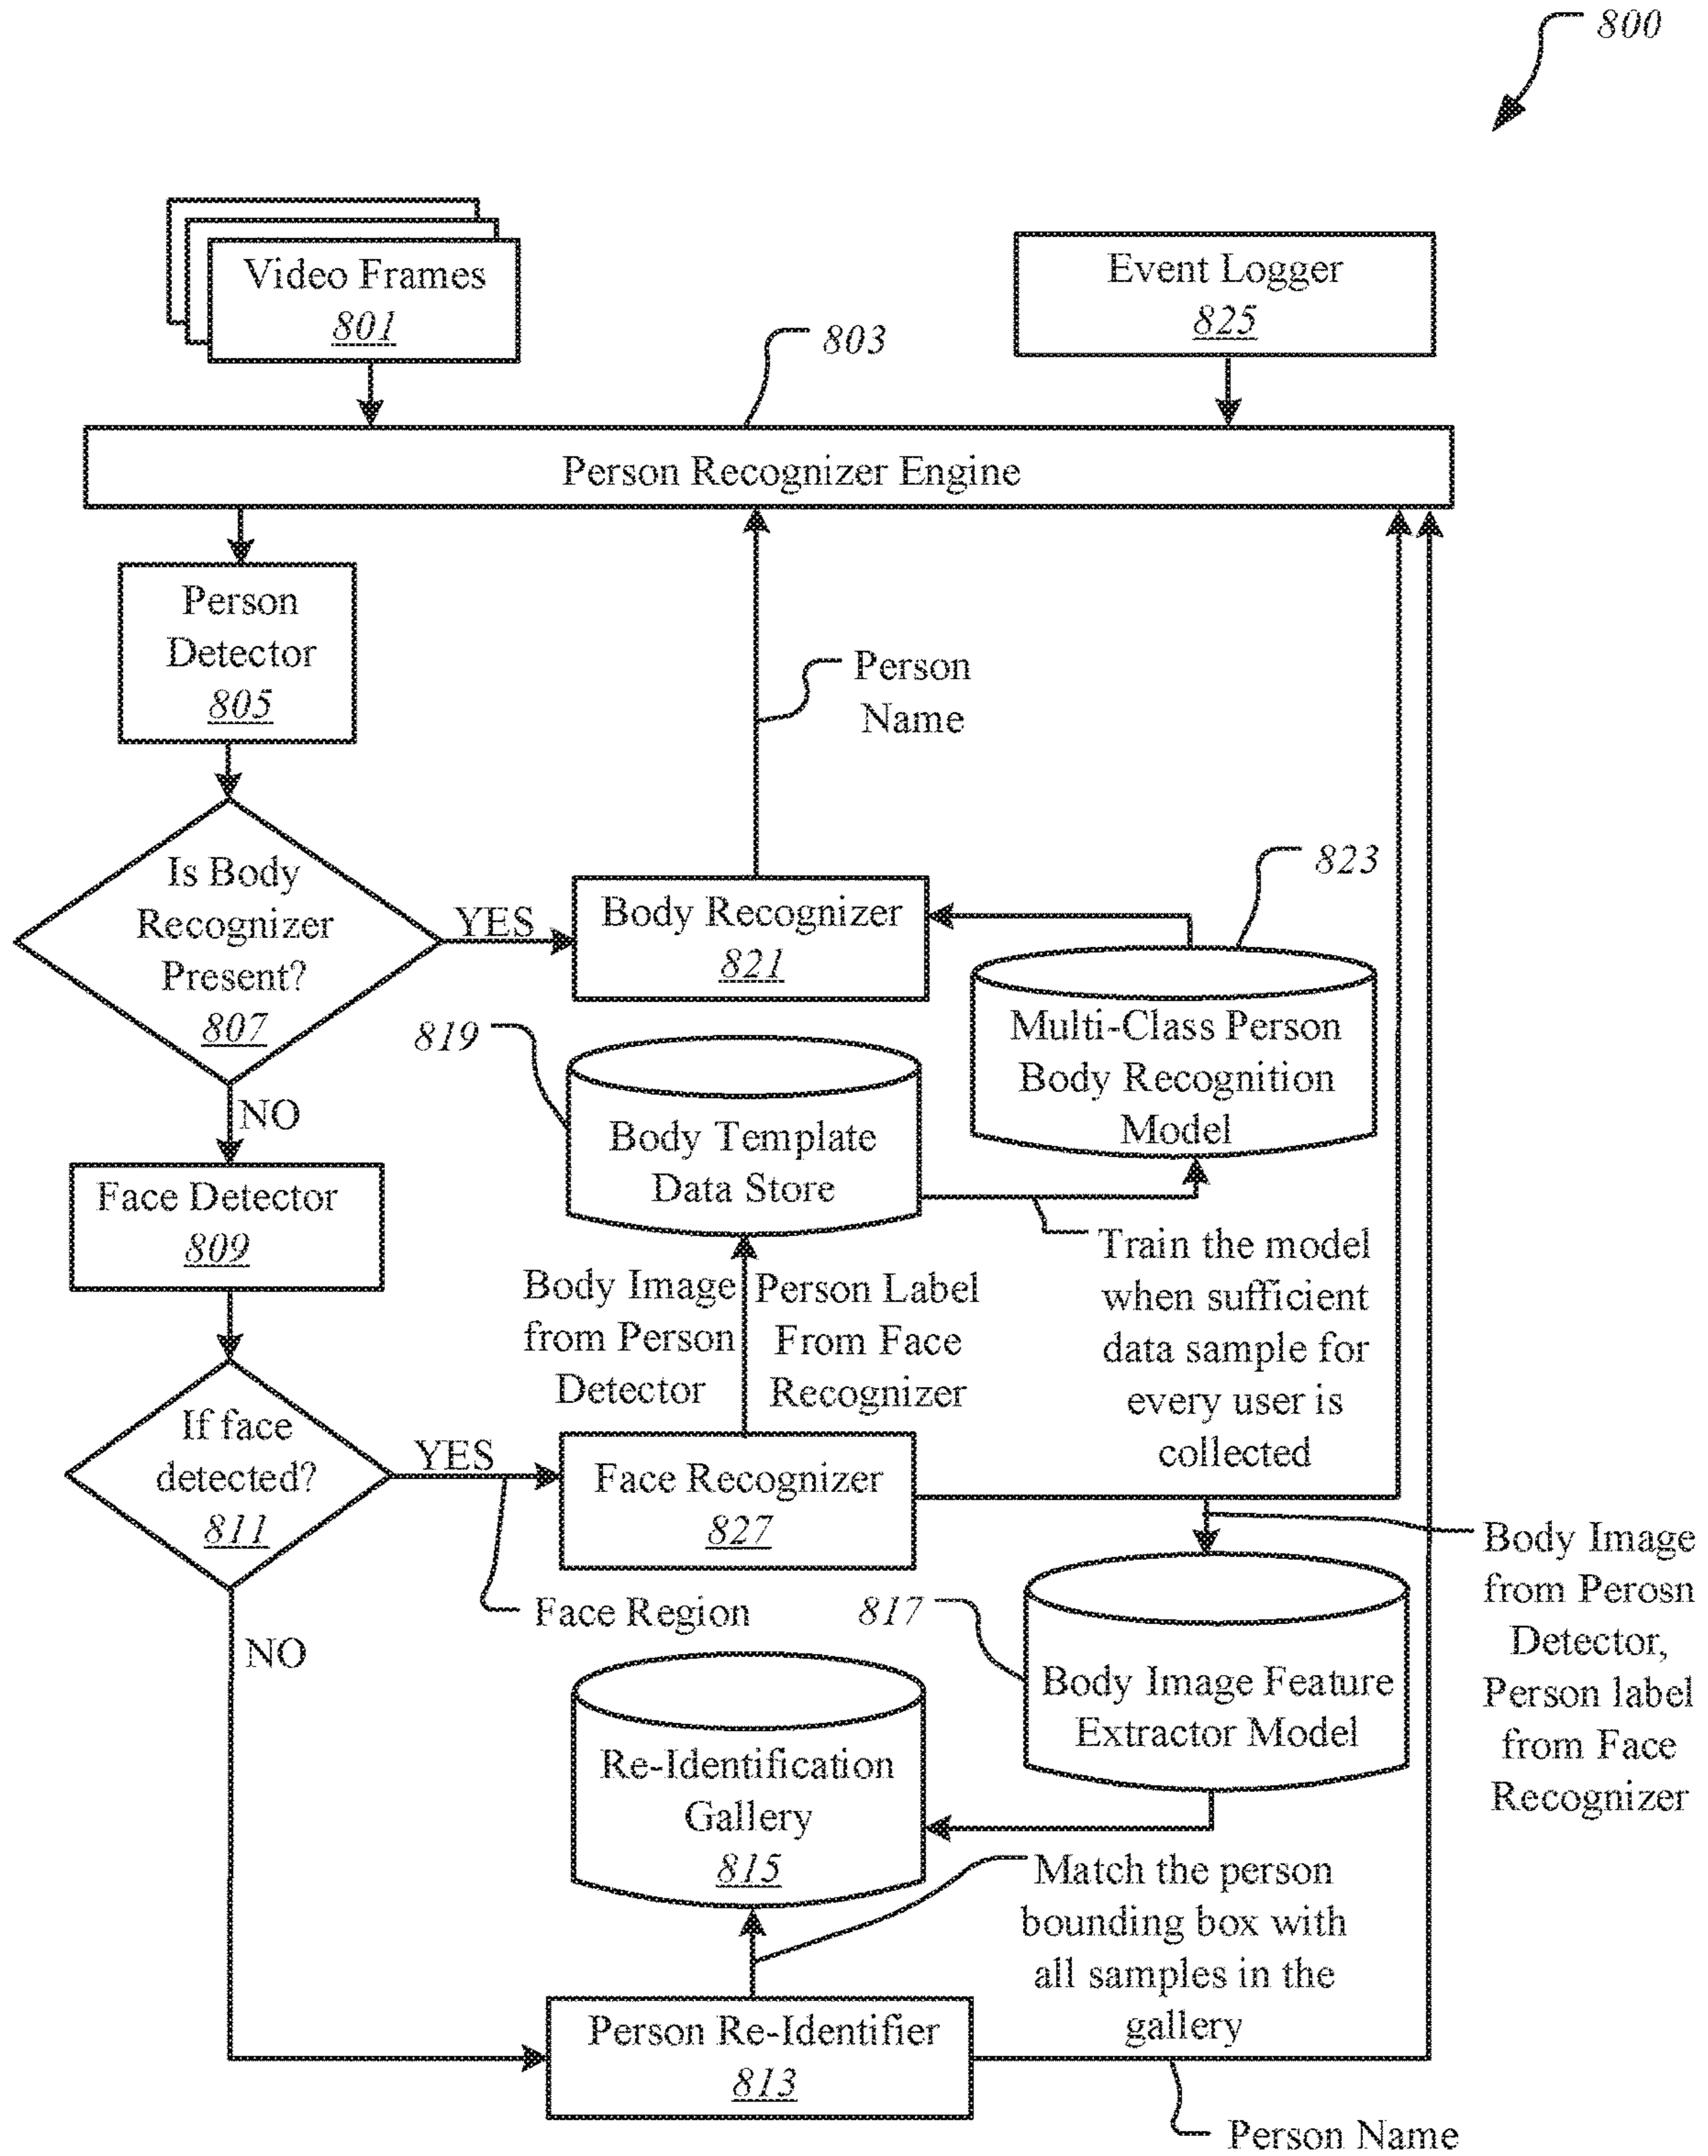 800
Video Frames
801
Event Logger
825
803
Person Recognizer Engine
Person
Detector
805
Person
Name
Is Body
Recognizer
Present?
807
YES
Body Recognizer
821
823
Multi-Class Person
Body Recognition
Model
819
Body Template
Data Store
NO
Face Detector
809
Body Image
from Person
Detector
Person Label
From Face
Recognizer
Train the model
when sufficient
data sample for
every user is
collected
If face
detected?
811
YES
Face Recognizer
827
Face Region
Body Image
from Perosn
Detector,
Person label
from Face
Recognizer
817
Body Image Feature
Extractor Model
NO
Re-Identification
Gallery
815
Match the person
bounding box with
all samples in the
gallery
Person Re-Identifier
813
Person Name